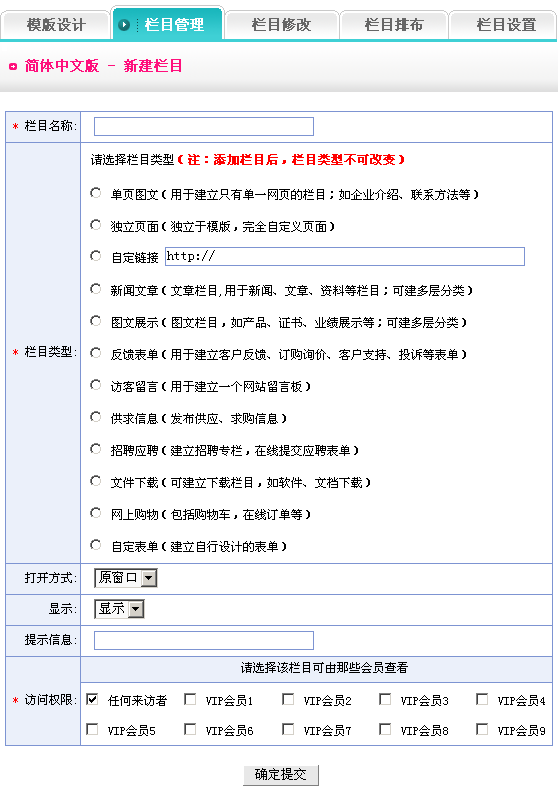 模版设计 栏目管理 栏目修改 栏目排布 栏目设置
简体中文版 - 新建栏目
* 栏目名称:
请选择栏目类型(注：添加栏目后，栏目类型不可改变)
单页图文(用于建立只有单一网页的栏目；如企业介绍、联系方法等)
独立页面(独立于模版，完全自定义页面)
自定链接 http://
新闻文章(文章栏目,用于新闻、文章、资料等栏目；可建多层分类)
图文展示(图文栏目，如产品、证书、业绩展示等；可建多层分类)
* 栏目类型:
反馈表单(用于建立客户反馈、订购询价、客户支持、投诉等表单)
访客留言(用于建立一个网站留言板)
供求信息(发布供应、求购信息)
招聘应聘(建立招聘专栏，在线提交应聘表单)
文件下载(可建立下载栏目，如软件、文档下载)
网上购物(包括购物车，在线订单等)
自定表单(建立自行设计的表单)
打开方式: 原窗口
显示: 显示
提示信息:
请选择该栏目可由那些会员查看
* 访问权限:
任何来访者 VIP会员1 VIP会员2 VIP会员3 VIP会员4
VIP会员5 VIP会员6 VIP会员7 VIP会员8 VIP会员9
确定提交